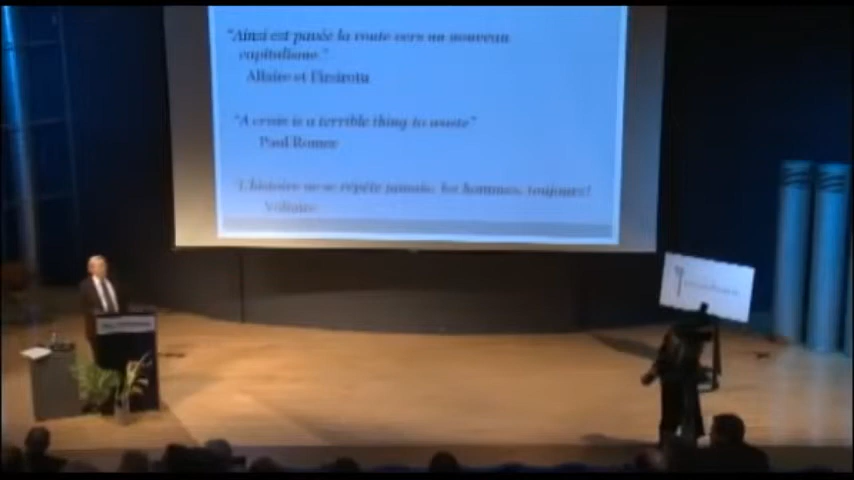 "Ainsi est pavée la route vers un nouveau
capitalisme."
Allaire et Firsirotu
"A crisis is a terrible thing to waste"
Paul Romer
L'histoire ne se répète jamais, les hommes, toujours!
Voltaire